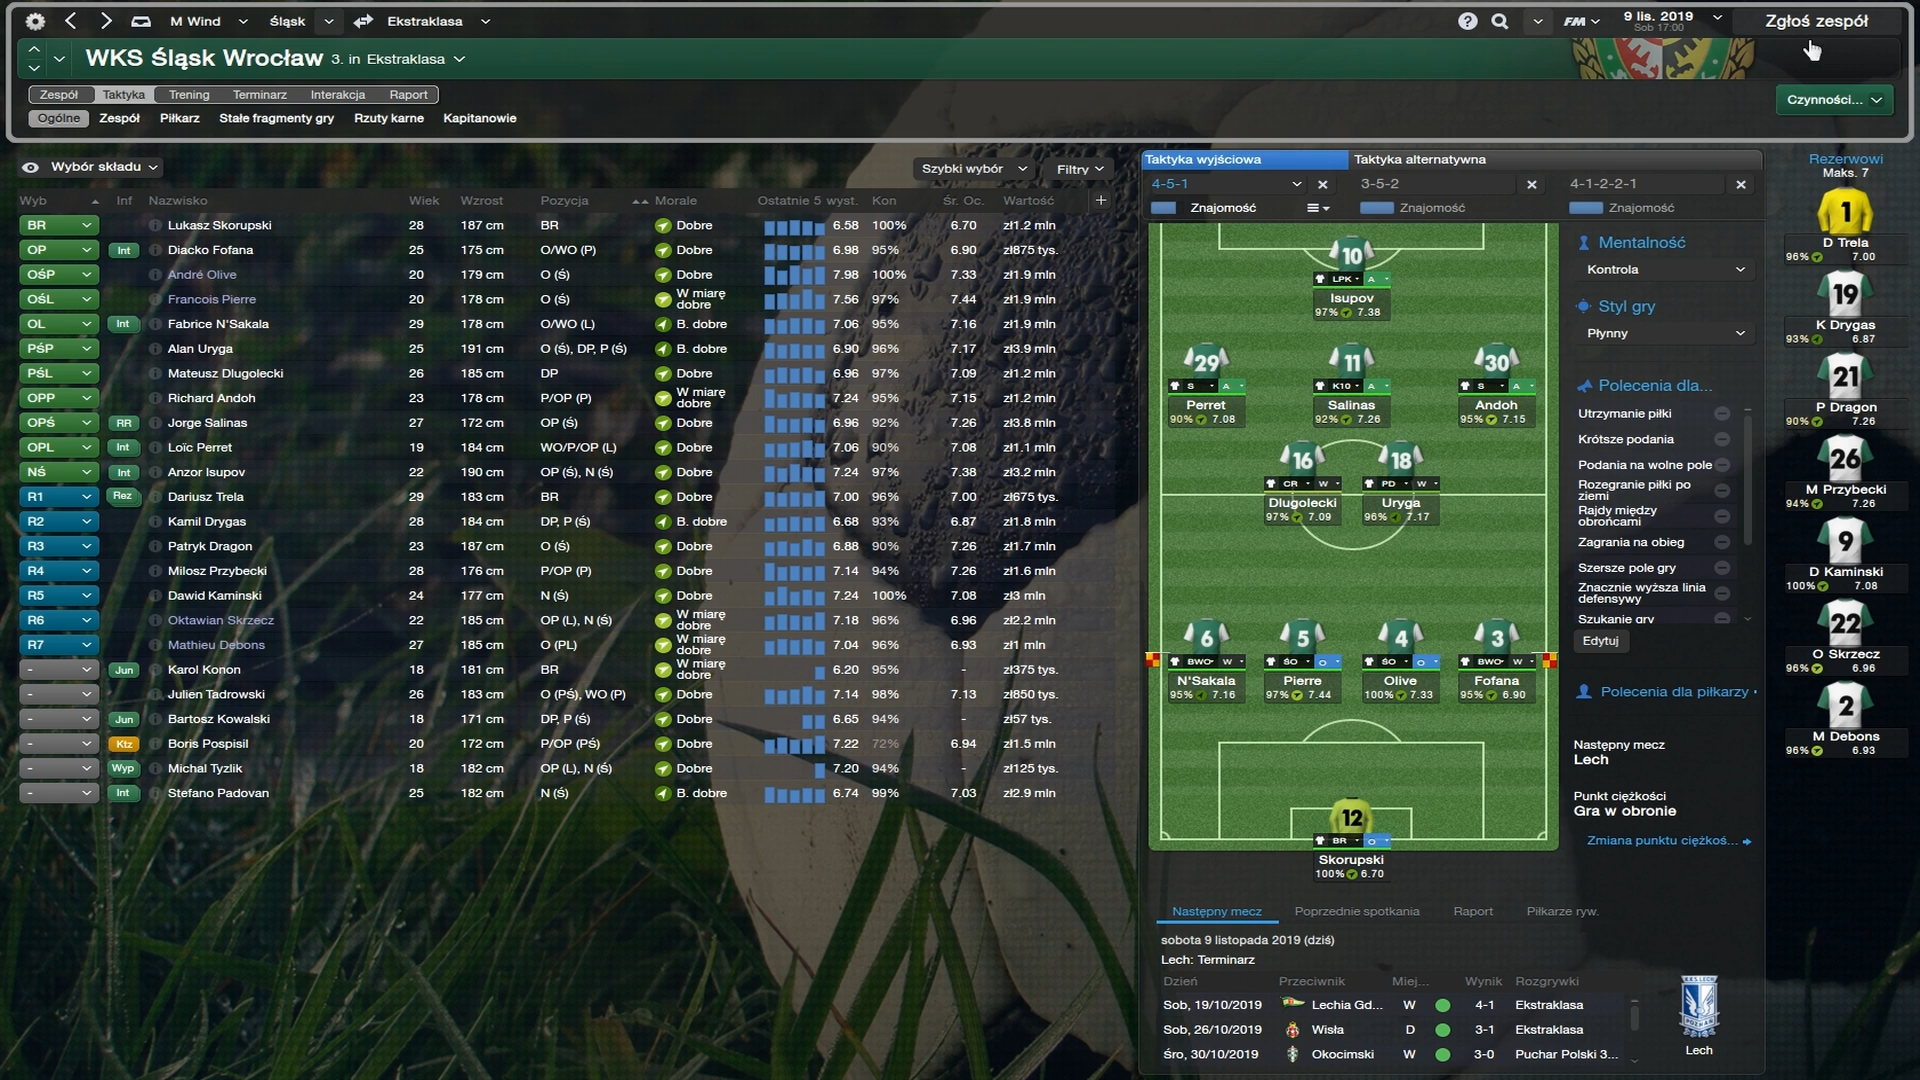 M Wind Śląsk Ekstraklasa
FM 9 lis. 2019 Sob 17:00 Zgłoś zespół
WKS Śląsk Wrocław 3. in Ekstraklasa
Zespół Taktyka Trening Terminarz Interakcja Raport
Czynności...
Ogólne Zespół Piłkarz Stałe fragmenty gry Rzuty karne Kapitanowie
Wybór składu Szybki wybór Filtry
Wyb Inf Nazwisko Wiek Wzrost Pozycja Morale Ostatnie 5 wyst. Kon śr. Oc. Wartość +
BR Lukasz Skorupski 28 187 cm BR Dobre 6.58 100% 6.70 zł1.2 mln
OP Int Diacko Fofana 25 175 cm O/WO (P) Dobre 6.98 95% 6.90 zł875 tys.
OŚP André Olive 20 179 cm O (Ś) Dobre 7.98 100% 7.33 zł1.9 mln
OŚL Francois Pierre 20 178 cm O (Ś) W miarę dobre 7.56 97% 7.44 zł1.9 mln
OL Int Fabrice N'Sakala 29 178 cm O/WO (L) B. dobre 7.06 95% 7.16 zł1.9 mln
PŚP Alan Uryga 25 191 cm O (Ś), DP, P (Ś) B. dobre 6.90 96% 7.17 zł3.9 mln
PŚL Mateusz Dlugolecki 26 185 cm DP Dobre 6.96 97% 7.09 zł1.2 mln
OPP Richard Andoh 23 178 cm P/OP (P) W miarę dobre 7.24 95% 7.15 zł1.2 mln
OPŚ RR Jorge Salinas 27 172 cm OP (Ś) Dobre 6.96 92% 7.26 zł3.8 mln
OPL Int Loïc Perret 19 184 cm WO/P/OP (L) Dobre 7.06 90% 7.08 zł1.1 mln
NŚ Int Anzor Isupov 22 190 cm OP (Ś), N (Ś) Dobre 7.24 97% 7.38 zł3.2 mln
R1 Rez Dariusz Trela 29 183 cm BR Dobre 7.00 96% 7.00 zł675 tys.
R2 Kamil Drygas 28 184 cm DP, P (Ś) B. dobre 6.68 93% 6.87 zł1.8 mln
R3 Patryk Dragon 23 187 cm O (Ś) Dobre 6.88 90% 7.26 zł1.7 mln
R4 Milosz Przybecki 28 176 cm P/OP (P) Dobre 7.14 94% 7.26 zł1.6 mln
R5 Dawid Kaminski 24 177 cm N (Ś) Dobre 7.24 100% 7.08 zł3 mln
R6 Oktawian Skrzecz 22 185 cm OP (L), N (Ś) W miarę dobre 7.18 96% 6.96 zł2.2 mln
R7 Mathieu Debons 27 185 cm O (PL) W miarę dobre 7.04 96% 6.93 zł1 mln
- Jun Karol Konon 18 181 cm BR W miarę dobre 6.20 95% - zł375 tys.
- Julien Tadrowski 26 183 cm O (PŚ), WO (P) Dobre 7.14 98% 7.13 zł850 tys.
- Jun Bartosz Kowalski 18 171 cm DP, P (Ś) Dobre 6.65 94% - zł57 tys.
- Ktz Boris Pospisil 20 172 cm P/OP (PŚ) Dobre 7.22 72% 6.94 zł1.5 mln
- Wyp Michal Tyzlik 18 182 cm OP (L), N (Ś) Dobre 7.20 94% - zł125 tys.
- Int Stefano Padovan 25 182 cm N (Ś) B. dobre 6.74 99% 7.03 zł2.9 mln
Taktyka wyjściowa Taktyka alternatywna
4-5-1 3-5-2 4-1-2-2-1
Znajomość Znajomość Znajomość
10
LPK A
Isupov
97% 7.38
29 11 30
S A K10 A S A
Perret Salinas Andoh
90% 7.08 92% 7.26 95% 7.15
16 18
CR W PD W
Dlugolecki Uryga
97% 7.09 96% 7.17
6 5 4 3
BWO W ŚO O ŚO O BWO W
N'Sakala Pierre Olive Fofana
95% 7.16 97% 7.44 100% 7.33 95% 6.90
12
BR O
Skorupski
100% 6.70
Mentalność
Kontrola
Styl gry
Płynny
Polecenia dla...
Utrzymanie piłki
Krótsze podania
Podania na wolne pole
Rozegranie piłki po ziemi
Rajdy między obrońcami
Zagrania na obieg
Szersze pole gry
Znacznie wyższa linia defensywy
Szukanie gry
Edytuj
Polecenia dla piłkarzy
Następny mecz
Lech
Punkt ciężkości
Gra w obronie
Zmiana punktu ciężkoś...
Rezerwowi
Maks. 7
1
D Trela
96% 7.00
19
K Drygas
93% 6.87
21
P Dragon
90% 7.26
26
M Przybecki
94% 7.26
9
D Kaminski
100% 7.08
22
O Skrzecz
96% 6.96
2
M Debons
96% 6.93
Następny mecz Poprzednie spotkania Raport Piłkarze ryw.
sobota 9 listopada 2019 (dziś)
Lech: Terminarz
Dzień Przeciwnik Miej... Wynik Rozgrywki
Sob, 19/10/2019 Lechia Gd... W 4-1 Ekstraklasa
Sob, 26/10/2019 Wisła D 3-1 Ekstraklasa
Śro, 30/10/2019 Okocimski W 3-0 Puchar Polski 3...
Lech